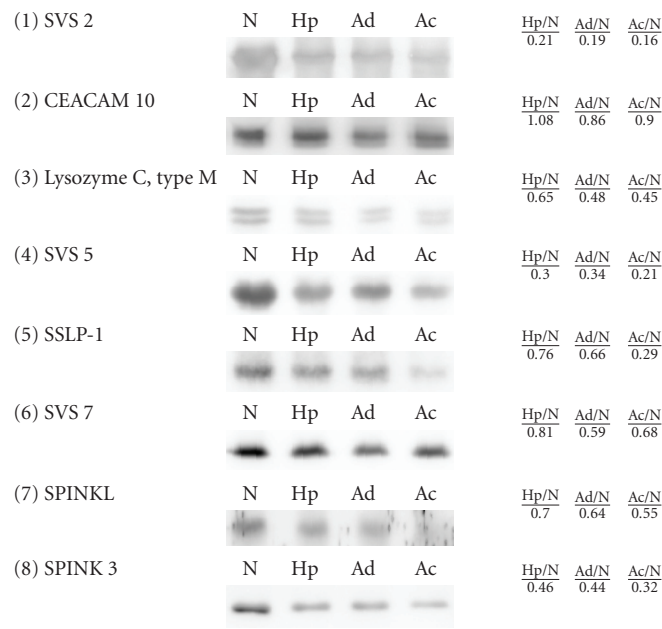 (1) SVS 2 N Hp Ad Ac Hp/N Ad/N Ac/N
0.21 0.19 0.16
(2) CEACAM 10 N Hp Ad Ac Hp/N Ad/N Ac/N
1.08 0.86 0.9
(3) Lysozyme C, type M N Hp Ad Ac Hp/N Ad/N Ac/N
0.65 0.48 0.45
(4) SVS 5 N Hp Ad Ac Hp/N Ad/N Ac/N
0.3 0.34 0.21
(5) SSLP-1 N Hp Ad Ac Hp/N Ad/N Ac/N
0.76 0.66 0.29
(6) SVS 7 N Hp Ad Ac Hp/N Ad/N Ac/N
0.81 0.59 0.68
(7) SPINKL N Hp Ad Ac Hp/N Ad/N Ac/N
0.7 0.64 0.55
(8) SPINK 3 N Hp Ad Ac Hp/N Ad/N Ac/N
0.46 0.44 0.32